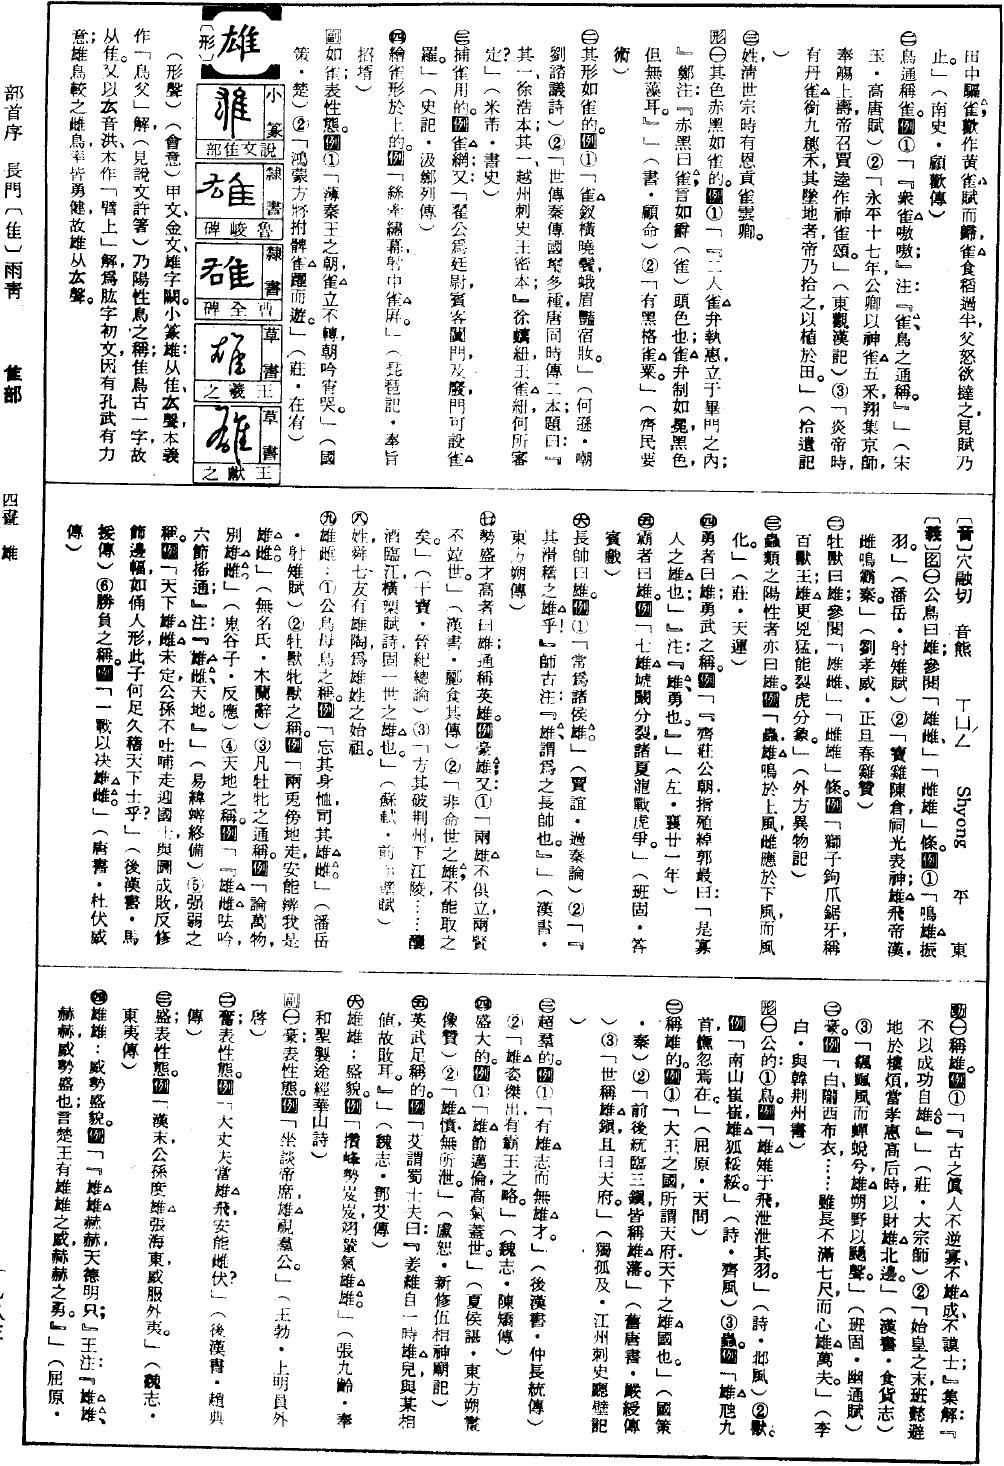 田中驅雀歡作黃雀賦而歸雀食稻過半父怒欲撻之見賦乃
止」(南史・顧歡傳)
㊁鳥通稱雀。例①「『衆雀嗷嗷』注:『雀鳥之通稱。』」(宋
玉・高唐賦)②「永平十七年公卿以神雀五釆翔集京師,
奉觴上壽帝召賈逵作神雀頌。」(東觀漢記)③「炎帝時
有丹雀銜九穗禾其墜地者帝乃拾之以植於田。」(拾遺記
)
㊂姓淸世宗時有恩貢雀雲卿。
形㊀其色赤黑如雀的。例①「『二人雀弁執惠立于畢門之內;
』鄭注:『赤黑曰雀言如爵(雀)頭色也雀弁制如冕黑色,
但無藻耳。』」(書・顧命)②「有黑格雀粟。」(齊民要
術)
㊁其形如雀的。例①「雀釵橫曉鬢蛾眉豔宿妝。」(何遜・嘲
劉諮議詩)②「世傳秦傳國璽多種唐同時傳二本題曰:『
其一、徐浩本其一越州刺史王密本』徐紐王雀紐何所審
定?」(米芾・書史)
㊂捕雀用的。例「雀網:又「翟公爲廷尉賓客闐門及廢門可設雀
羅。」(史記・汲鄭列傳)
㊃繪雀形於上的。例「絲牽繡幕射中雀屏。」(琵琶記・奉旨
招壻)
副如雀;表性態。例①「薄秦王之朝雀立不轉,朝吟宵哭。」(國
策・楚)②「鴻蒙方將拊髀雀躍而遊。」(莊・在宥)
雄
〔形〕
小篆
說文隹部
隸書
魯峻碑
隸書
曹全碑
草書
王羲之
草書
王獻之
(形聲)(會意)甲文、金文,雄字闕。小篆雄:从隹、厷聲。本義
作「鳥父」解(見說文許著)乃陽性鳥之稱;隹鳥古一字,故
从隹。又以厷音洪本作「臂上」解,爲肱字初文,因有孔武有力
意;雄鳥較之雌鳥率皆勇健,故雄从厷聲。
部首序 長門〔隹〕雨靑 隹部 四畫 雄
〔音〕穴融切 音熊 ㄒㄩㄥˊ Shyong 平 東
〔義〕名㊀公鳥曰雄;參閱「雄雌」、「雌雄」條。例①「鳴雄振
羽。」(潘岳・射雉賦)②「寶雞陳倉祠光表神;雄飛帝漢,
雌鳴霸秦。」(劉孝威・正旦春雞贊)
㊁牡獸曰雄;參閱「雄雌」、「雌雄」條。例「獅子鉤爪鋸牙稱
百獸王雄更兇猛能裂虎分象。」(外方異物記)
㊂蟲類之陽性者亦曰雄。例「蟲雄鳴於上風,雌應於下風而風
化。」(莊・天運)
㊃勇者曰雄;勇武之稱。例「『齊莊公朝,指殖綽郭最曰:「是寡
人之雄也;」』注:『雄勇也。』」(左・襄廿一年)
㊄霸者曰雄。例「七雄虓闞分裂諸夏龍戰虎爭。」(班固・答
賓戲)
㊅長帥曰雄。例①「常爲諸侯雄。」(賈誼・過秦論)②「『
其滑稽之雄乎!』師古注:『雄謂爲之長帥也。』」(漢書・
東方朔傳)
㊆勢盛才高者曰雄;通稱英雄。例豪雄;又①「兩雄不俱立兩賢
不竝世。」(漢書・酈食其傳)②「非命世之雄不能取之
矣。」(干寶・晉紀總論)③「方其破荆州下江陵……釃
酒臨江橫槊賦詩固一世之雄也。」(蘇軾・前赤壁賦)
㊇姓,舜七友有雄陶爲雄姓之始祖。
㊈雄雌:①公鳥母鳥之稱。例「忘其身恤,司其雄雌。」(潘岳
・射雉賦)②牡獸牝獸之稱。例「兩兎傍地走安能辨我是
雄雌。」(無名氏・木蘭辭)③凡牡牝之通稱。例「論萬物,
別雄雌。」(鬼谷子・反應)④天地之稱。例「『雄雌呿吟,
六節搖通』注:『雄雌天地。』」(易緯辨終備)⑤强弱之
稱。例「天下雄雌未定公孫不吐哺走迎國士與圖成敗反修
飾邊幅如俑人形此子何足久稽天下士乎?」(後漢書・馬
援傳)⑥勝負之稱。例「一戰以决雄雌。」(唐書・杜伏威
傳)
動㊀稱雄。例①「『古之眞人不逆寡,不雄成、不謨士;』集解:『
不以成功自雄。』」(莊・大宗師)②「始皇之末班懿避
地於樓煩當孝惠高后時以財雄北邊。」(漢書・食貨志)
③「飄颽風而蟬蛻兮雄朔野以颺聲。」(班固・幽通賦)
㊁豪。例「白隴西布衣……雖長不滿七尺而心雄萬夫。」(李
白・與韓荆州書)
形㊀公的:①鳥。例「雄雉于飛泄泄其羽。」(詩・邶風)②獸。
例「南山崔崔,雄狐綏綏。」(詩・齊風)③蟲。例「雄虺九
首,儵忽焉在。」(屈原・天問)
㊁稱雄的。例①「大王之國所謂天府天下之雄國也。」(國策
・秦)②「前後統臨三鎭,皆稱雄藩。」(舊唐書・嚴綬傳
)③「世稱雄鎭,且曰天府。」(獨孤及・江州刺史廳壁記
)
㊂超羣的。例①「有雄志而無雄才。」(後漢書・仲長統傳)
②「雄姿傑出有霸王之略。」(魏志・陳矯傳)
㊃盛大的。例①「雄節邁倫高氣蓋世。」(夏侯諶・東方朔畫
像贊)②「雄憤無所泄。」(盧恕・新修伍相神廟記)
㊄英武足稱的。例「艾謂蜀士大夫曰:『姜維自一時雄兒與某相
値故敗耳。』」(魏志・鄧艾傳)
㊅雄雄:盛貌。例「攢峰勢岌岌翊輦氣雄雄。」(張九齡・奉
和聖製途經華山詩)
副㊀豪;表性態。例「坐談帝席雄視羣公。」(王勃・上明員外
啓)
㊁奮;表性態。例「大丈夫當雄飛,安能雌伏?」(後漢書・趙典
傳)
㊂盛;表性態。例「漢末公孫度雄張海東威服外夷。」(魏志・
東夷傳)
㊃雄雄:威勢盛貌。例「『雄雄赫赫天德明只;』王注:『雄雄
赫赫威勢盛也;言楚王有雄雄之威赫赫之勇。』」(屈原・